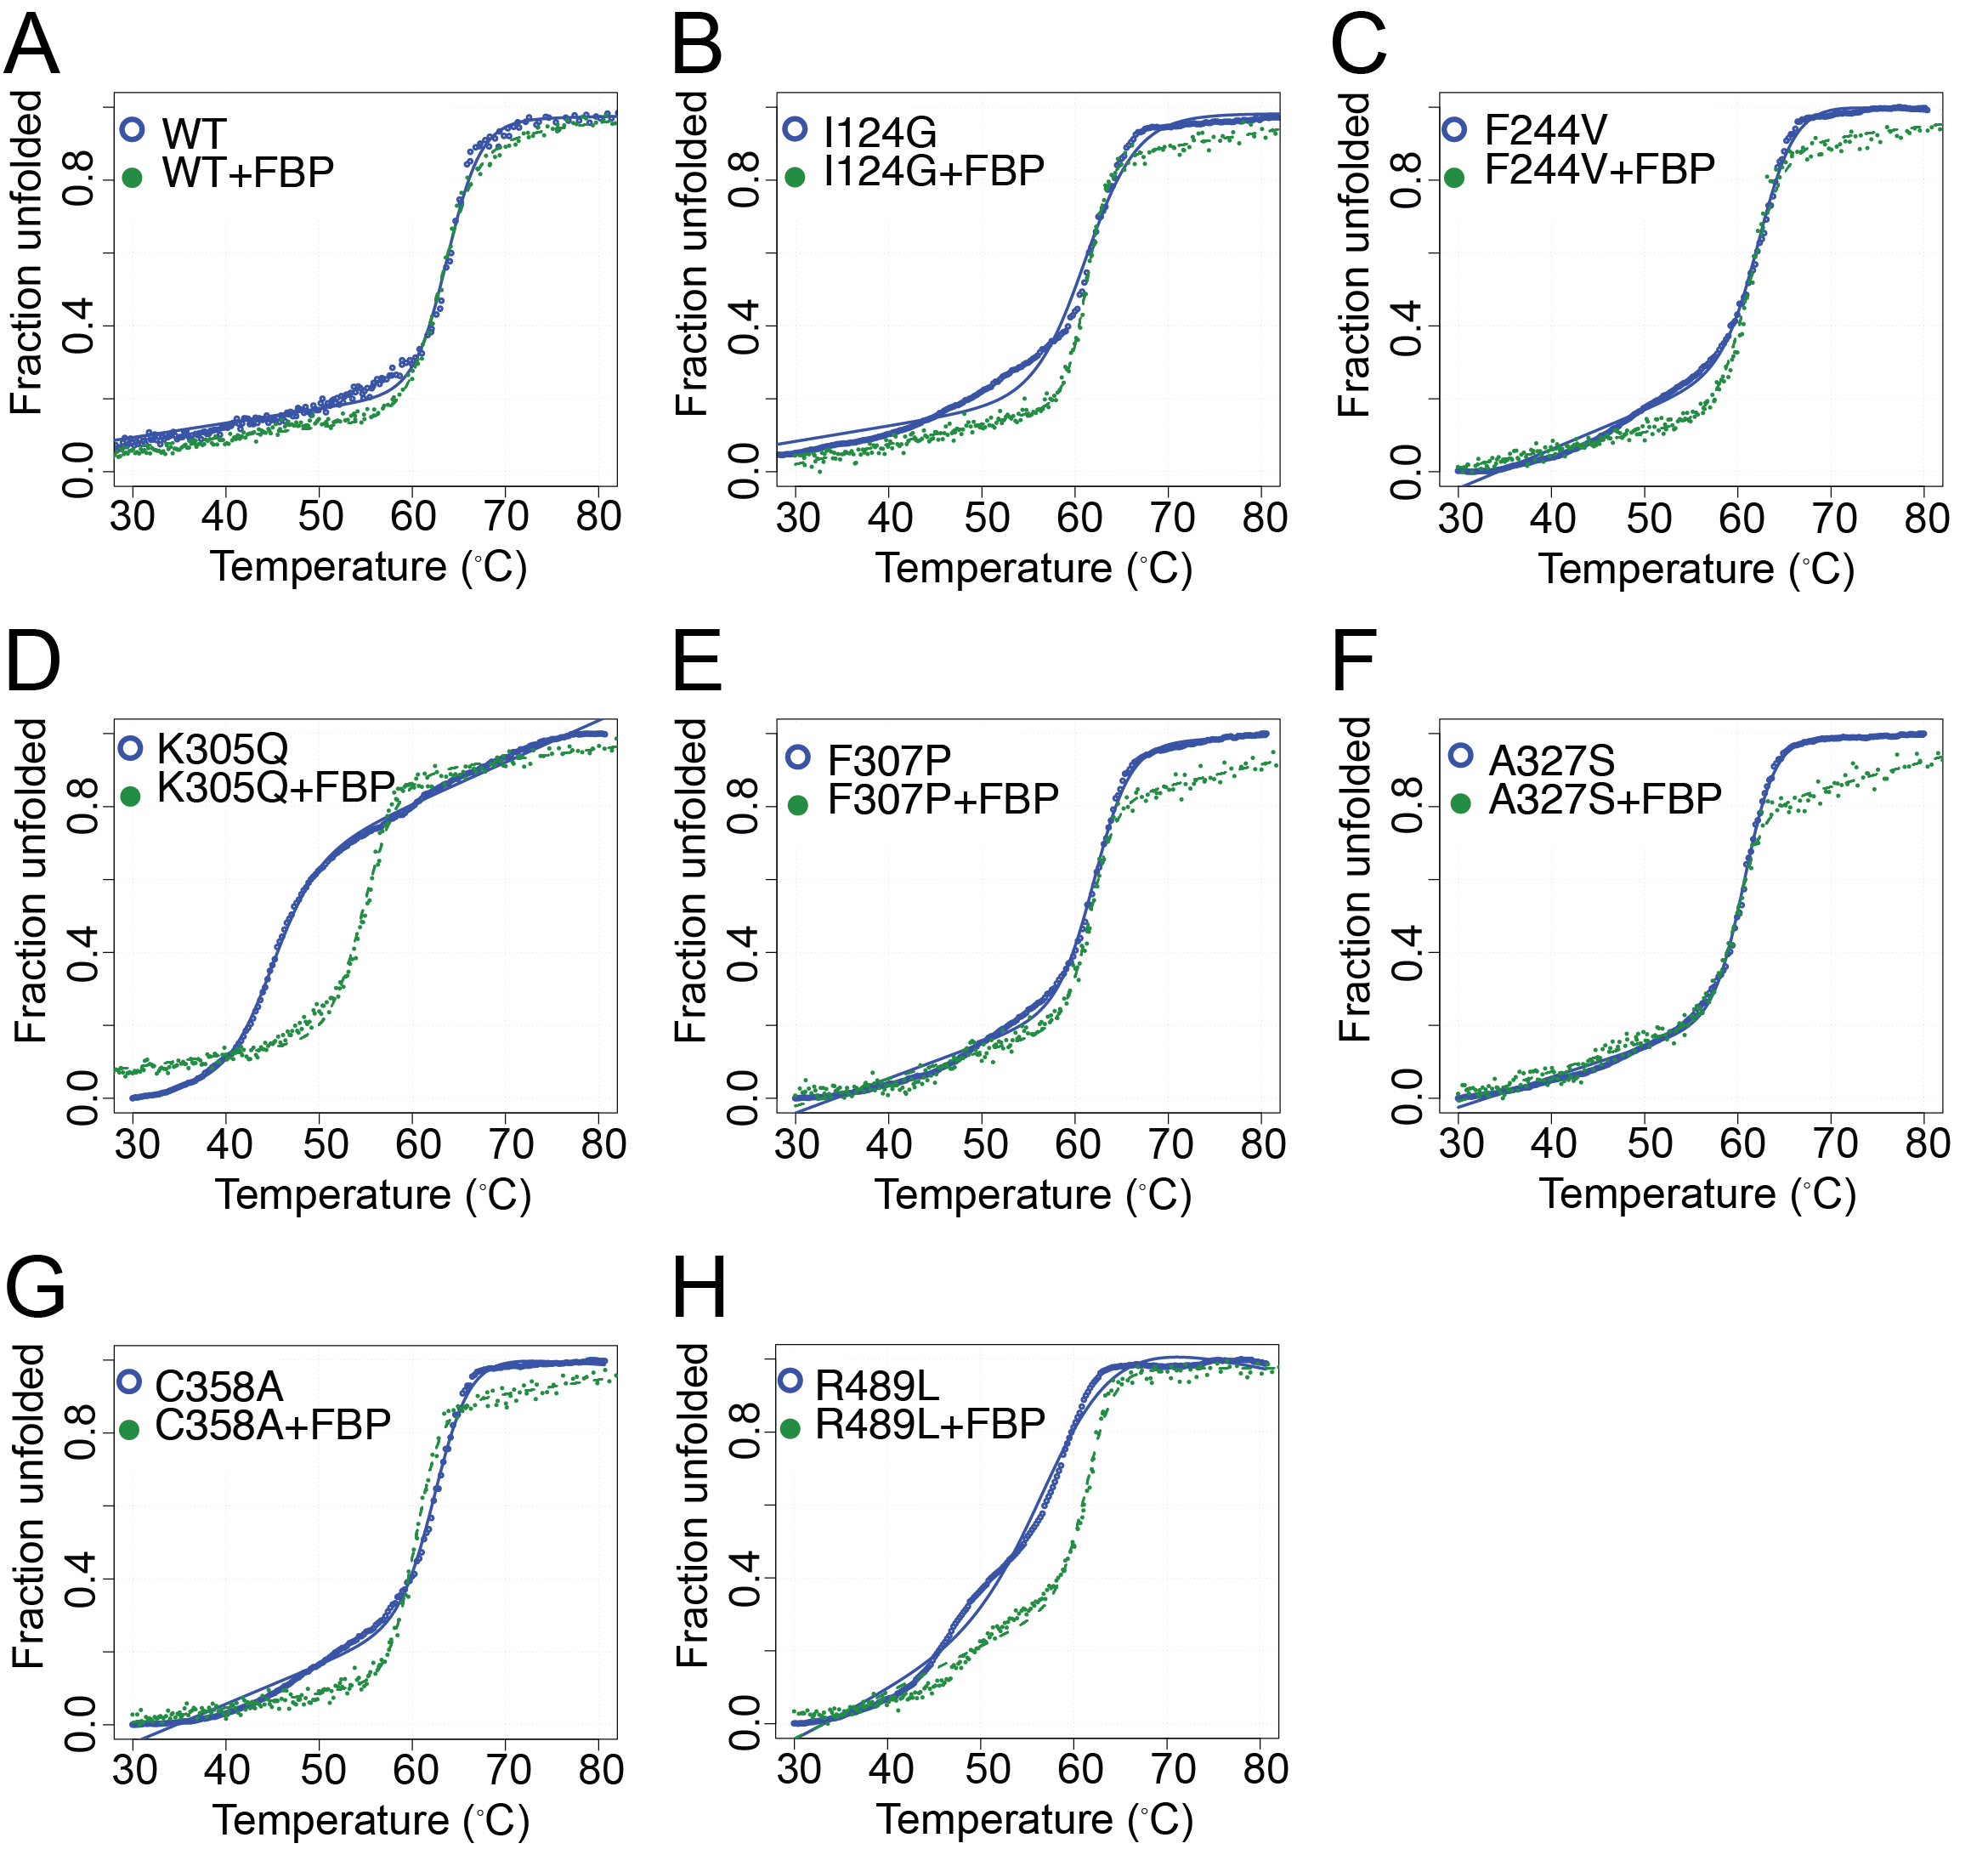 A
WT
WT+FBP
Fraction unfolded
0.0 0.4 0.8
30 40 50 60 70 80
Temperature (°C)
B
I124G
I124G+FBP
Fraction unfolded
0.0 0.4 0.8
30 40 50 60 70 80
Temperature (°C)
C
F244V
F244V+FBP
Fraction unfolded
0.0 0.4 0.8
30 40 50 60 70 80
Temperature (°C)
D
K305Q
K305Q+FBP
Fraction unfolded
0.0 0.4 0.8
30 40 50 60 70 80
Temperature (°C)
E
F307P
F307P+FBP
Fraction unfolded
0.0 0.4 0.8
30 40 50 60 70 80
Temperature (°C)
F
A327S
A327S+FBP
Fraction unfolded
0.0 0.4 0.8
30 40 50 60 70 80
Temperature (°C)
G
C358A
C358A+FBP
Fraction unfolded
0.0 0.4 0.8
30 40 50 60 70 80
Temperature (°C)
H
R489L
R489L+FBP
Fraction unfolded
0.0 0.4 0.8
30 40 50 60 70 80
Temperature (°C)